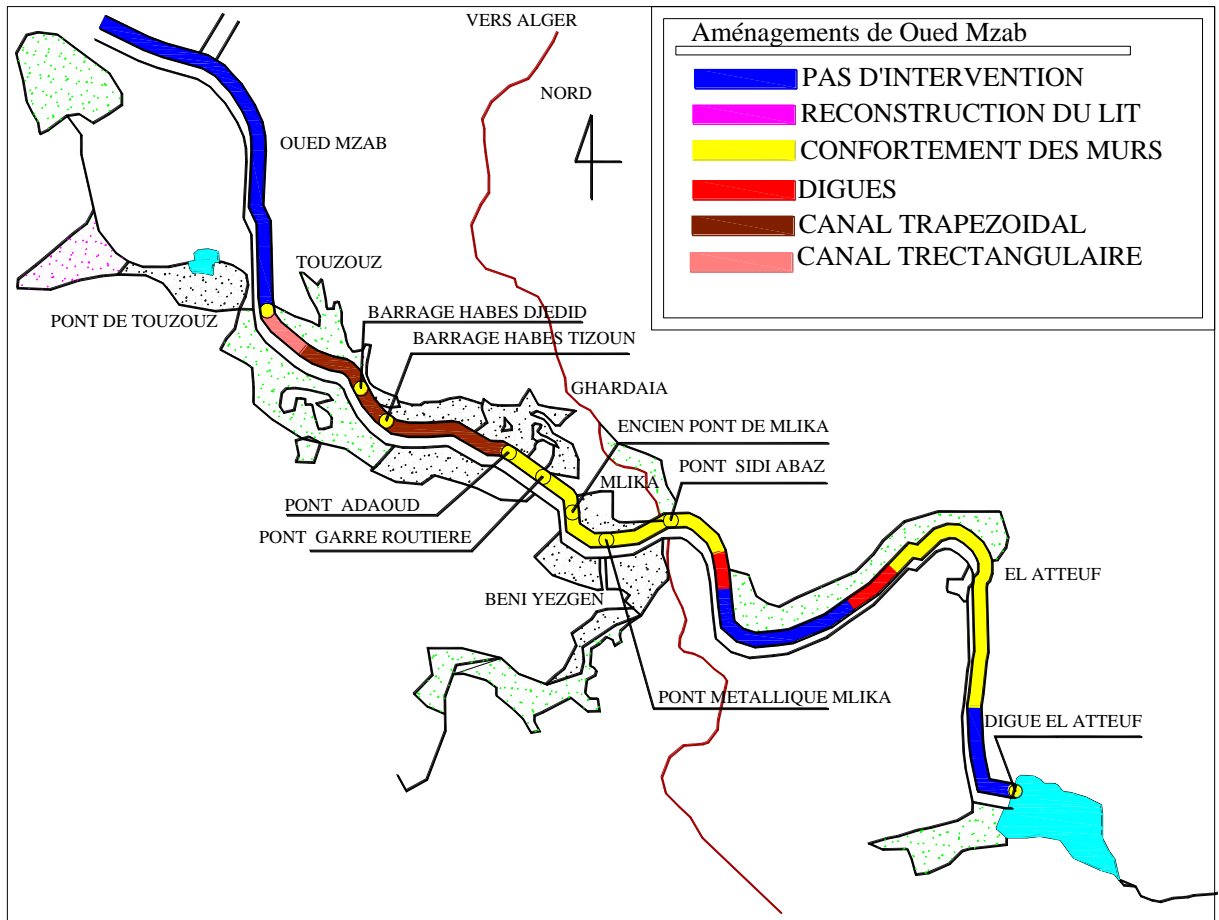 VERS ALGER
Aménagements de Oued Mzab
PAS D'INTERVENTION
RECONSTRUCTION DU LIT
CONFORTEMENT DES MURS
DIGUES
CANAL TRAPEZOIDAL
CANAL TRECTANGULAIRE
NORD
OUED MZAB
TOUZOUZ
PONT DE TOUZOUZ
BARRAGE HABES DJEDID
BARRAGE HABES TIZOUN
GHARDAIA
ENCIEN PONT DE MLIKA
PONT SIDI ABAZ
MLIKA
PONT ADAOUD
PONT GARRE ROUTIERE
EL ATTEUF
BENI YEZGEN
PONT METALLIQUE MLIKA
DIGUE EL ATTEUF